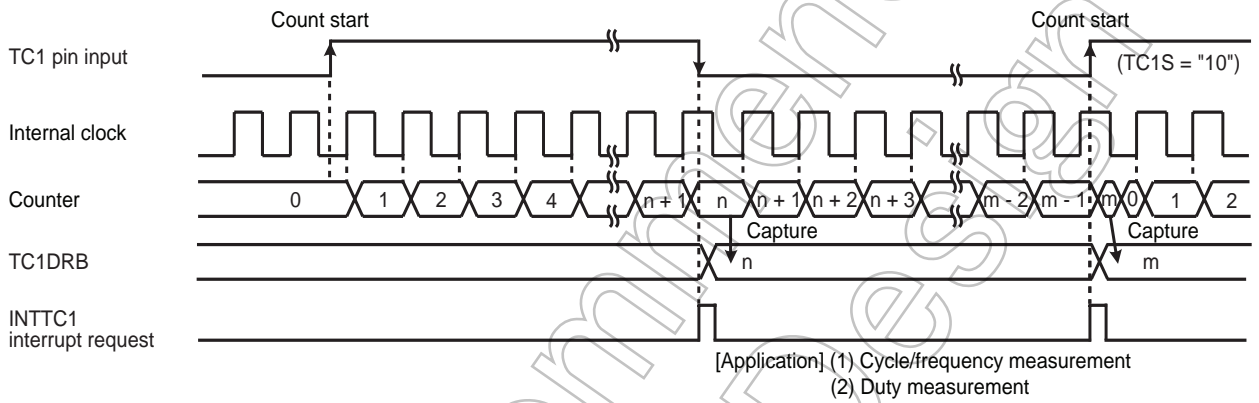 Count start Count start
TC1 pin input (TC1S = "10")
Internal clock
Counter 0 1 2 3 4 n + 1 n n + 1 n + 2 n + 3 m - 2 m - 1 m 0 1 2
Capture Capture
TC1DRB n m
INTTC1
interrupt request
[Application] (1) Cycle/frequency measurement
(2) Duty measurement